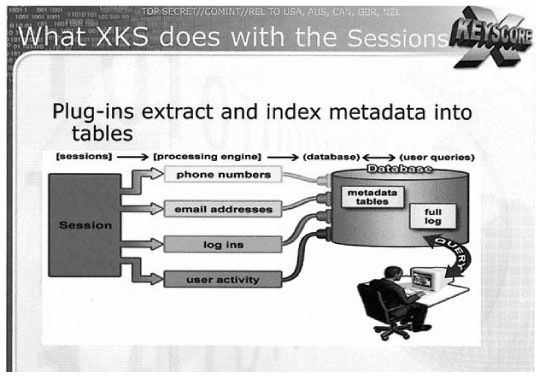 TOP SECRET//COMINT//REL TO USA, AUS, CAN, GBR, NZL
What XKS does with the Sessions
X KEYSCORE
Plug-ins extract and index metadata into
tables
[sessions] [processing engine] (database) (user queries)
Database
phone numbers
metadata
tables
email addresses
full
log
Session
log ins
QUERY
user activity